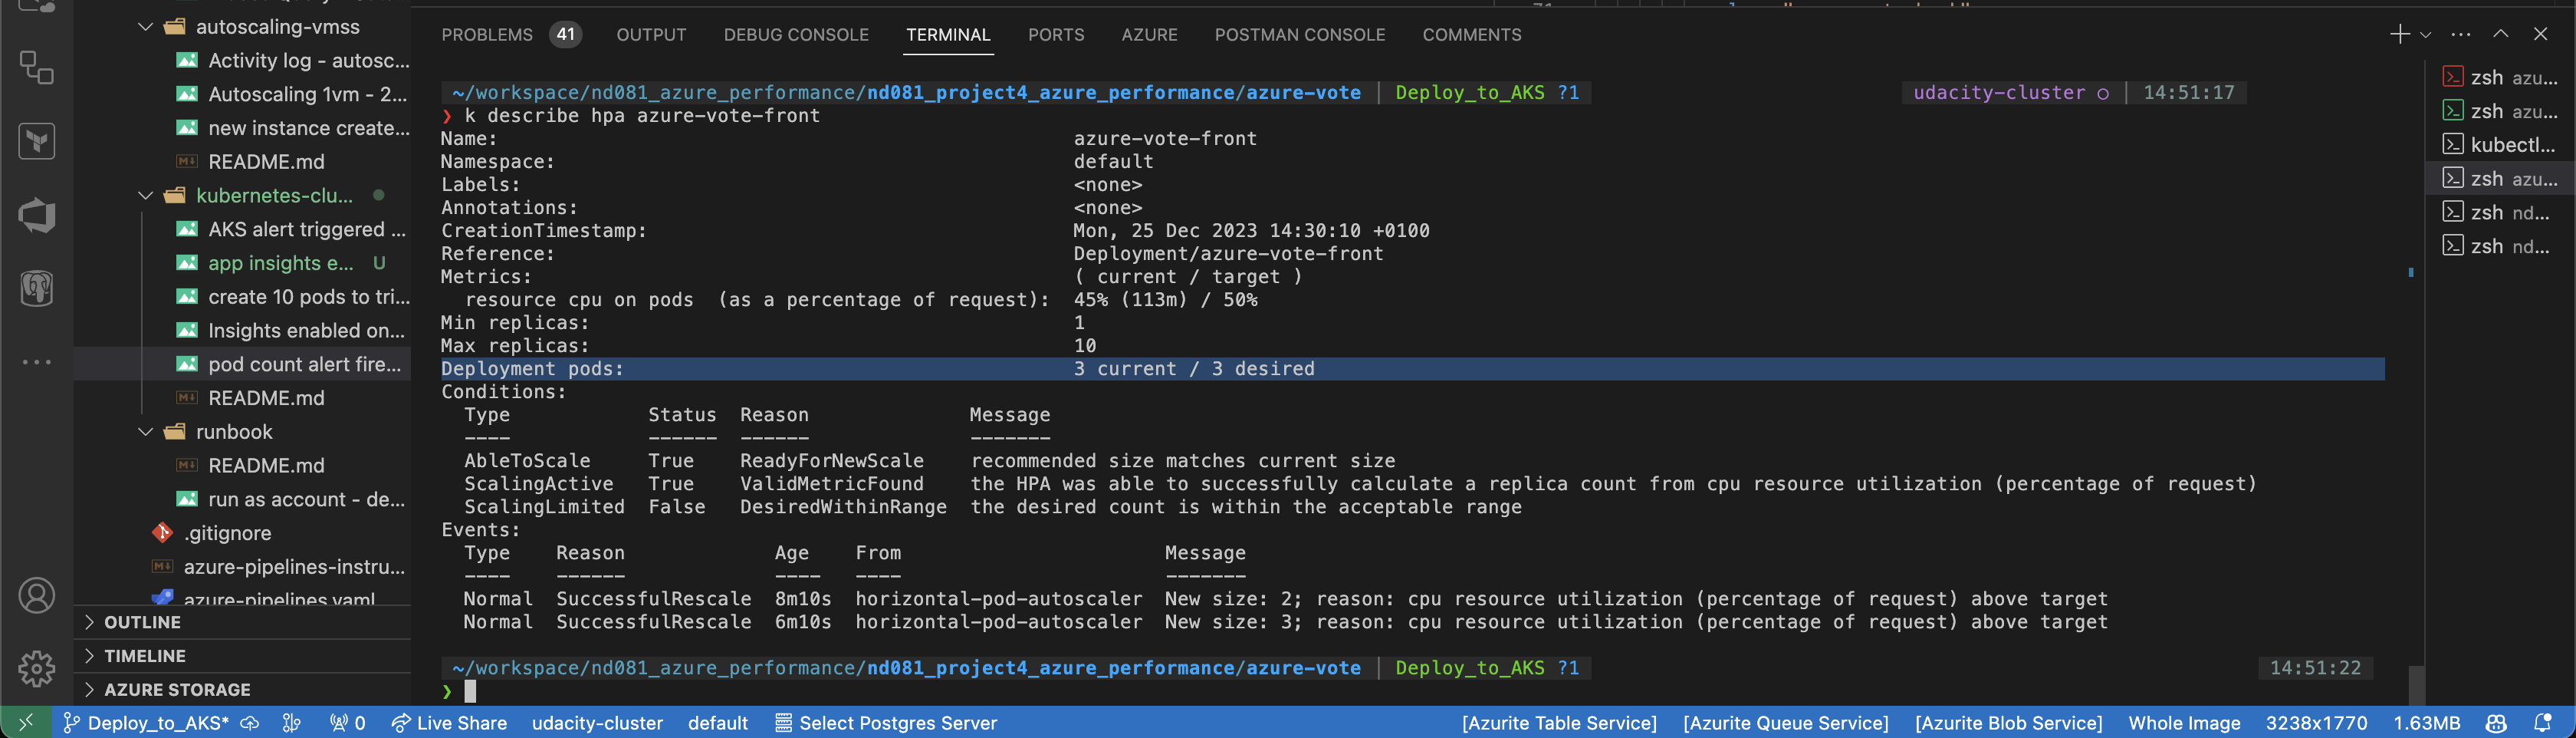 autoscaling-vmss
Activity log - autosc...
Autoscaling 1vm - 2...
new instance create...
README.md
kubernetes-clu...
AKS alert triggered ...
app insights e... U
create 10 pods to tri...
Insights enabled on...
pod count alert fire...
README.md
runbook
README.md
run as account - de...
.gitignore
azure-pipelines-instru...
azure-pipelines.yaml
OUTLINE
TIMELINE
AZURE STORAGE
PROBLEMS 41 OUTPUT DEBUG CONSOLE TERMINAL PORTS AZURE POSTMAN CONSOLE COMMENTS
~/workspace/nd081_azure_performance/nd081_project4_azure_performance/azure-vote | Deploy_to_AKS ?1 udacity-cluster ○ | 14:51:17
❯ k describe hpa azure-vote-front
Name: azure-vote-front
Namespace: default
Labels: <none>
Annotations: <none>
CreationTimestamp: Mon, 25 Dec 2023 14:30:10 +0100
Reference: Deployment/azure-vote-front
Metrics: ( current / target )
resource cpu on pods (as a percentage of request): 45% (113m) / 50%
Min replicas: 1
Max replicas: 10
Deployment pods: 3 current / 3 desired
Conditions:
Type Status Reason Message
---- ------ ------ -------
AbleToScale True ReadyForNewScale recommended size matches current size
ScalingActive True ValidMetricFound the HPA was able to successfully calculate a replica count from cpu resource utilization (percentage of request)
ScalingLimited False DesiredWithinRange the desired count is within the acceptable range
Events:
Type Reason Age From Message
---- ------ ---- ---- -------
Normal SuccessfulRescale 8m10s horizontal-pod-autoscaler New size: 2; reason: cpu resource utilization (percentage of request) above target
Normal SuccessfulRescale 6m10s horizontal-pod-autoscaler New size: 3; reason: cpu resource utilization (percentage of request) above target
~/workspace/nd081_azure_performance/nd081_project4_azure_performance/azure-vote | Deploy_to_AKS ?1 14:51:22
❯
zsh azu...
zsh azu...
kubectl...
zsh azu...
zsh nd...
zsh nd...
Deploy_to_AKS* 0 Live Share udacity-cluster default Select Postgres Server [Azurite Table Service] [Azurite Queue Service] [Azurite Blob Service] Whole Image 3238x1770 1.63MB